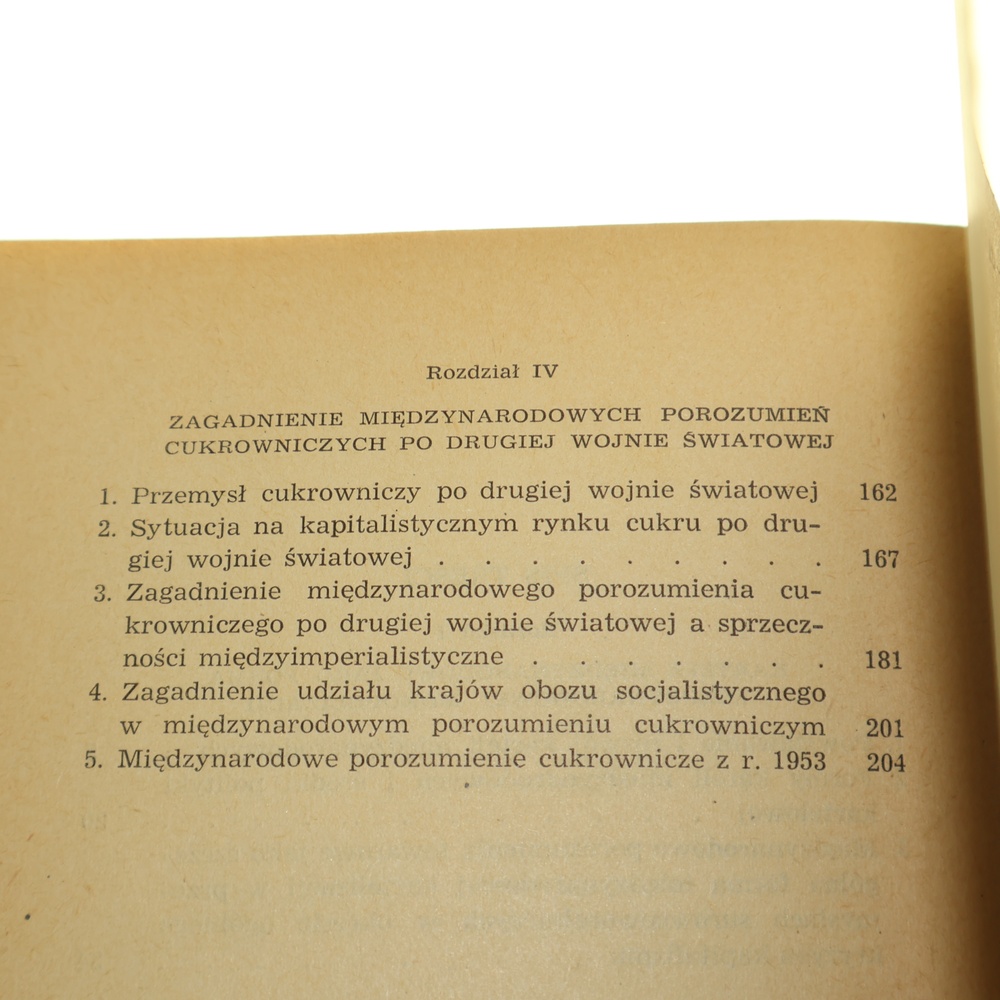 Rozdział IV
ZAGADNIENIE MIĘDZYNARODOWYCH POROZUMIEŃ
CUKROWNICZYCH PO DRUGIEJ WOJNIE ŚWIATOWEJ
1. Przemysł cukrowniczy po drugiej wojnie światowej 162
2. Sytuacja na kapitalistycznym rynku cukru po dru-
giej wojnie światowej . . . . . . . . . . 167
3. Zagadnienie międzynarodowego porozumienia cu-
krowniczego po drugiej wojnie światowej a sprzecz-
ności międzyimperialistyczne . . . . . . . 181
4. Zagadnienie udziału krajów obozu socjalistycznego
w międzynarodowym porozumieniu cukrowniczym 201
5. Międzynarodowe porozumienie cukrownicze z r. 1953 204